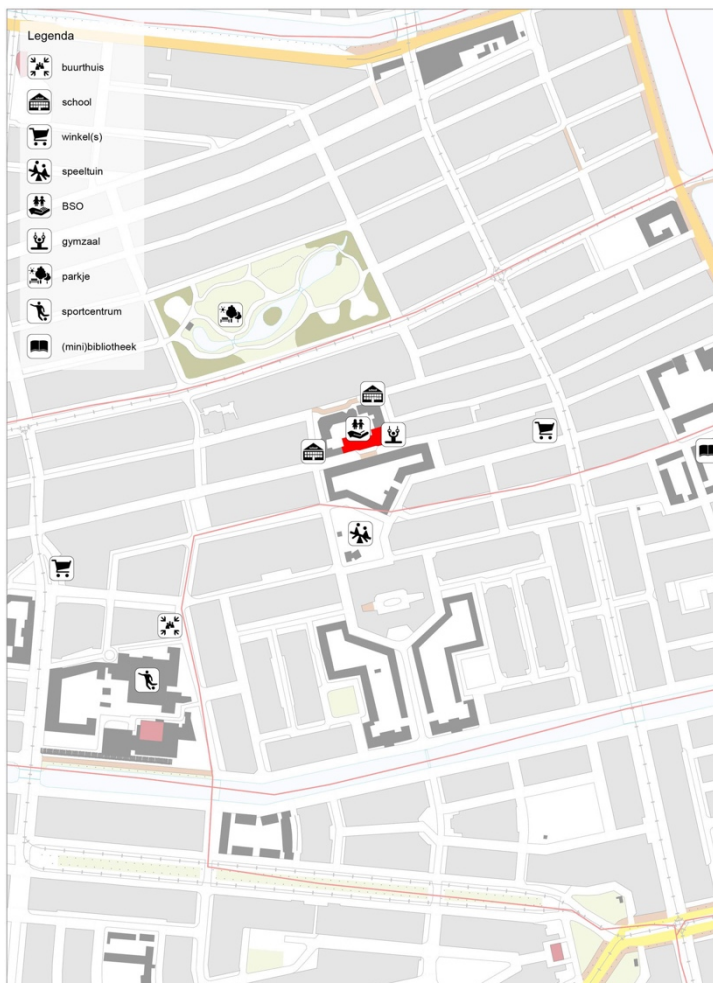 Legenda
buurthuis
school
winkel(s)
speeltuin
BSO
gymzaal
parkje
sportcentrum
(mini)bibliotheek